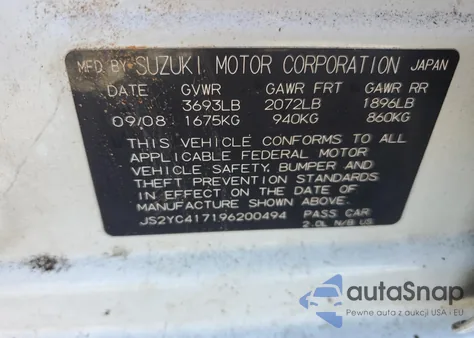 MFD BY SUZUKI MOTOR CORPORATION JAPAN
DATE GVWR GAWR FRT GAWR RR
3693LB 2072LB 1896LB
09/08 1675KG 940KG 860KG
THIS VEHICLE CONFORMS TO ALL
APPLICABLE FEDERAL MOTOR
VEHICLE SAFETY, BUMPER AND
THEFT PREVENTION STANDARDS
IN EFFECT ON THE DATE OF
MANUFACTURE SHOWN ABOVE.
JS2YC417196200494 PASS CAR
2.0L N/B US
autoSnap
Pewne auta z aukcji USA i EU